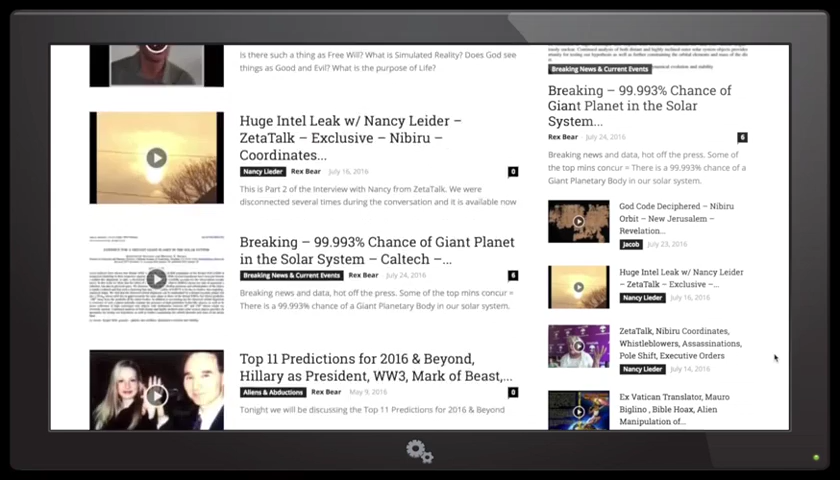 Is there such a thing as Free Will? What is Simulated Reality? Does God see
things as Good and Evil? What is the purpose of Life?
Huge Intel Leak w/ Nancy Leider –
ZetaTalk – Exclusive – Nibiru –
Coordinates...
Nancy Lieder Rex Bear - July 16, 2016 0
This is Part 2 of the Interview with Nancy from ZetaTalk. We were
disconnected several times during the conversation and it is available now
Breaking – 99.993% Chance of Giant Planet
in the Solar System – Caltech –...
Breaking News & Current Events Rex Bear - July 24, 2016 6
Breaking news and data, hot off the press. Some of the top mins concur =
There is a 99.993% chance of a Giant Planetary Body in our solar system.
Top 11 Predictions for 2016 & Beyond,
Hillary as President, WW3, Mark of Beast,...
Aliens & Abductions Rex Bear - May 9, 2016 0
Tonight we will be discussing the Top 11 Predictions for 2016 & Beyond
Breaking News & Current Events
Breaking – 99.993% Chance of
Giant Planet in the Solar
System...
Rex Bear - July 24, 2016 6
Breaking news and data, hot off the press. Some of
the top mins concur = There is a 99.993% chance of a
Giant Planetary Body in our solar system.
God Code Deciphered – Nibiru
Orbit – New Jerusalem –
Revelation...
Jacob July 23, 2016
Huge Intel Leak w/ Nancy Leider
– ZetaTalk – Exclusive –...
Nancy Lieder July 16, 2016
ZetaTalk, Nibiru Coordinates,
Whistleblowers, Assassinations,
Pole Shift, Executive Orders
Nancy Lieder July 14, 2016
Ex Vatican Translator, Mauro
Biglino , Bible Hoax, Alien
Manipulation of...